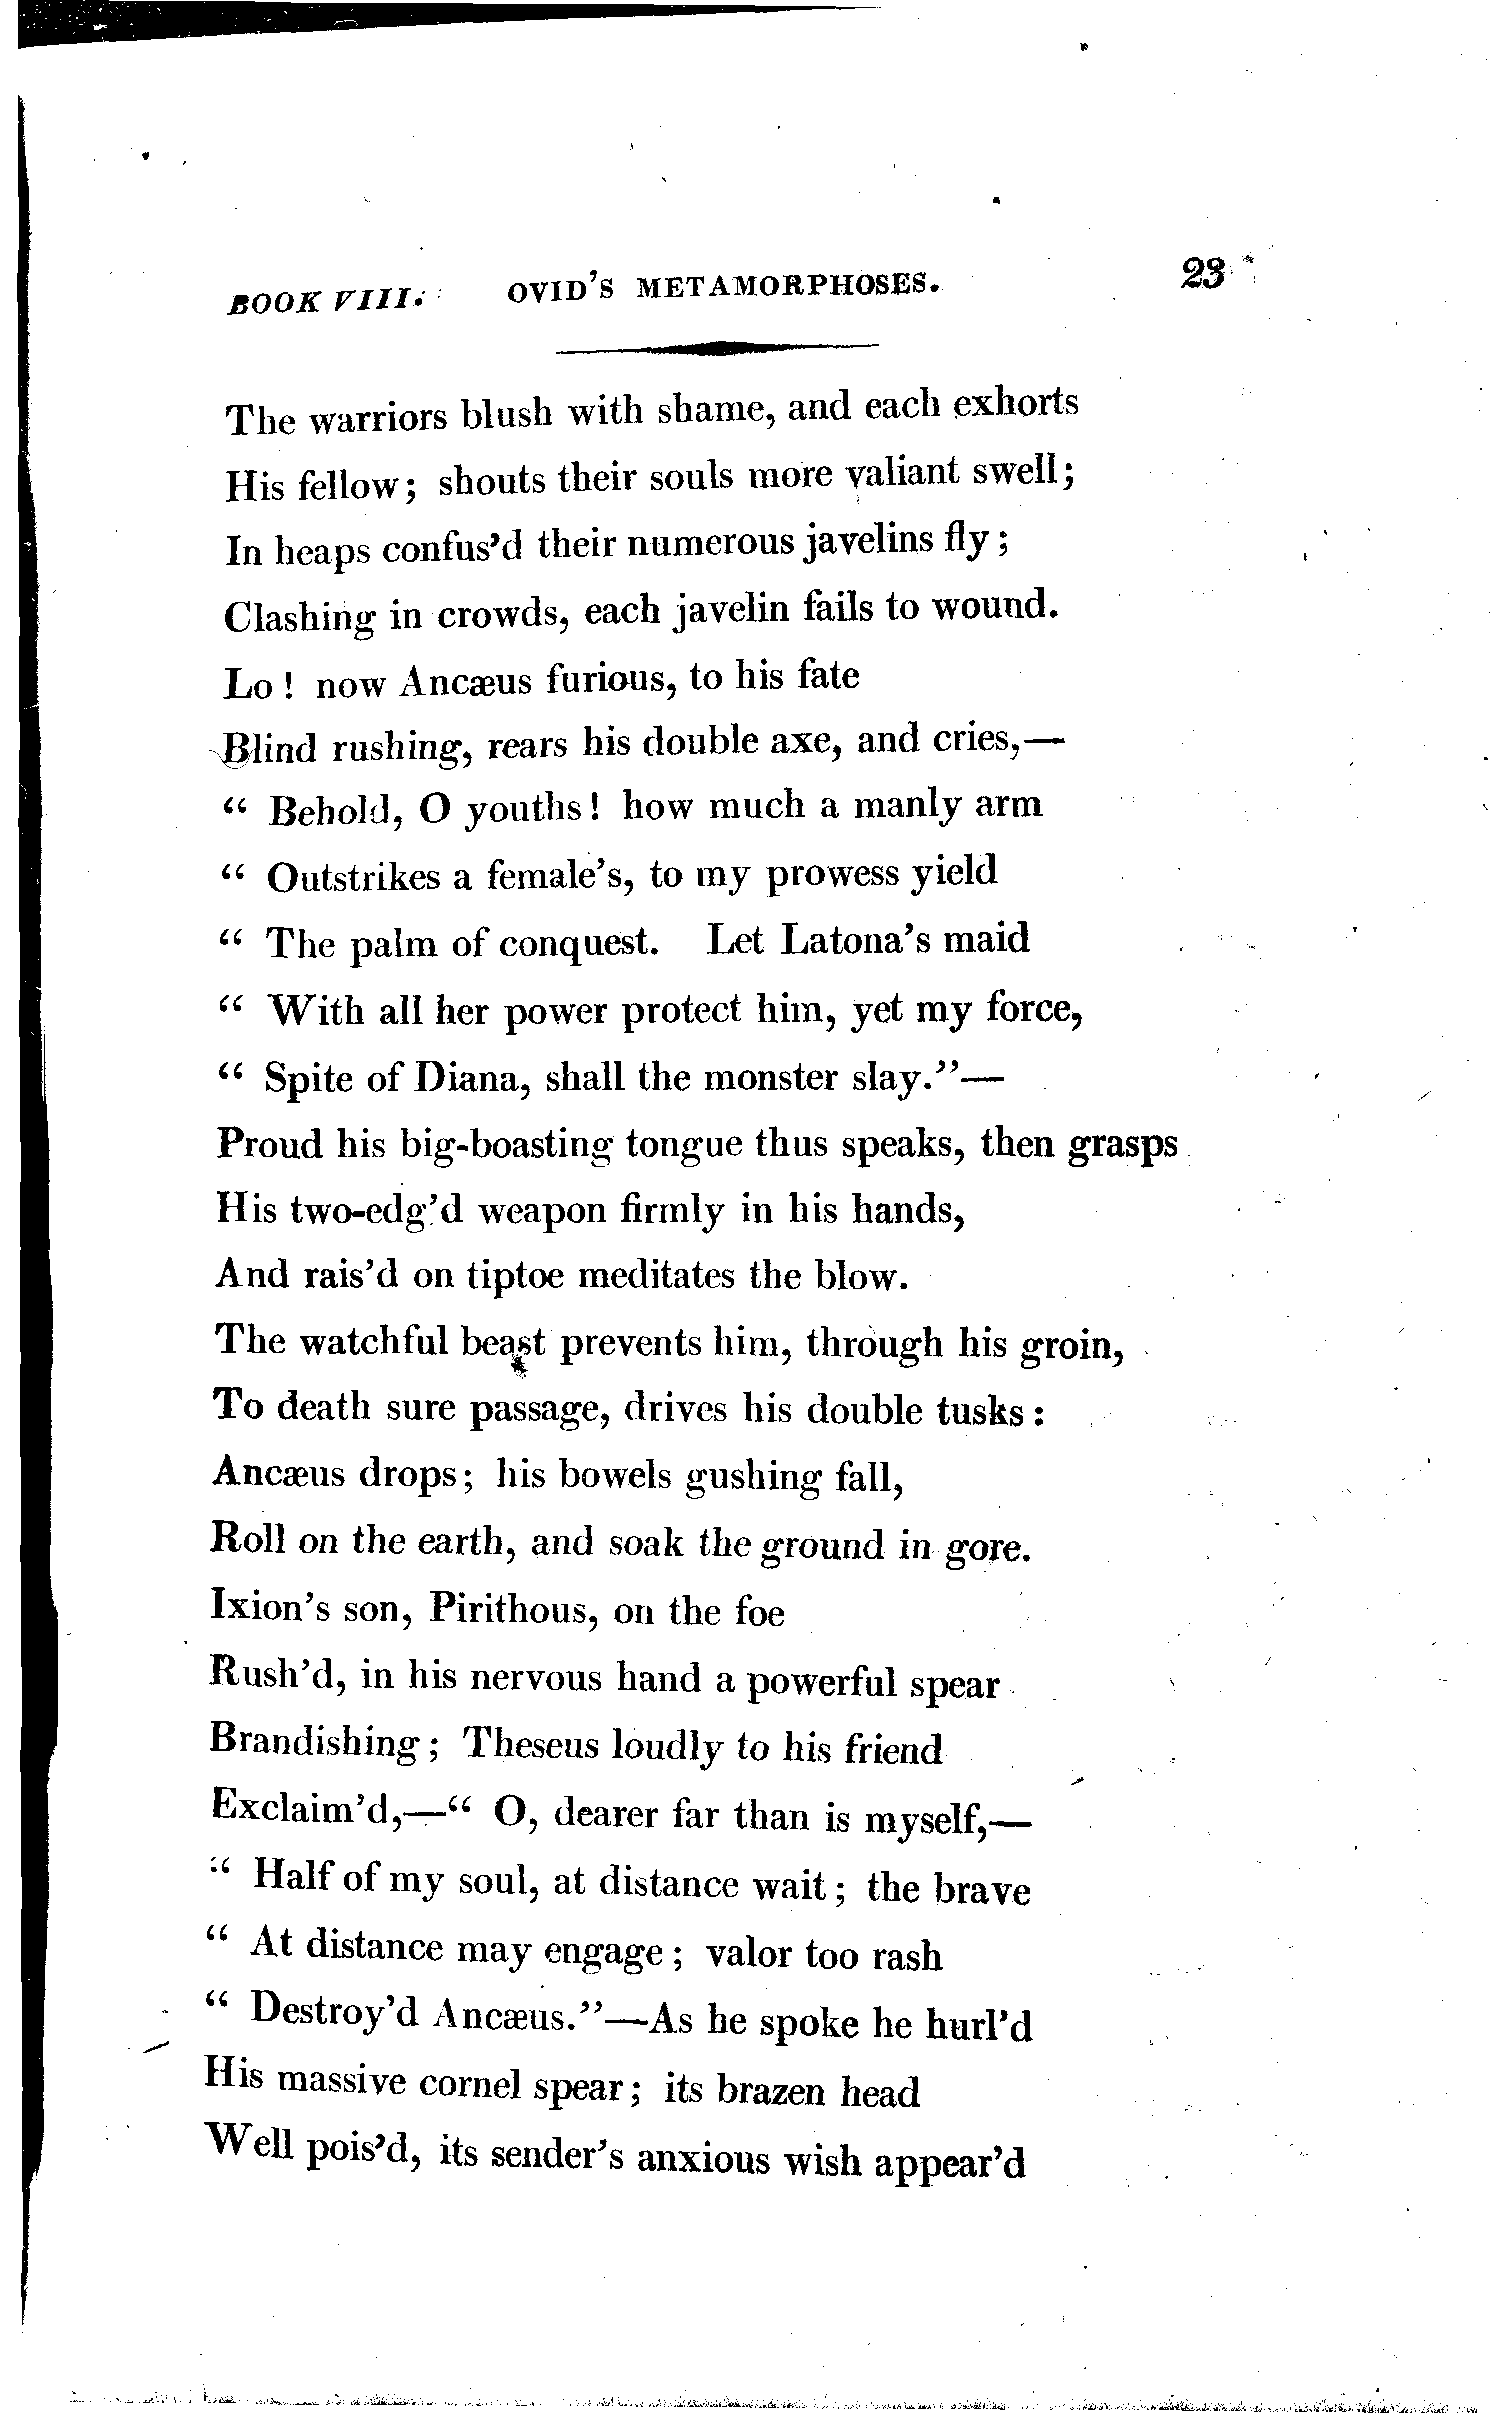 BOOK VIII. OVID'S METAMORPHOSES. 23
The warriors blush with shame, and each exhorts
His fellow; shouts their souls more valiant swell;
In heaps confus'd their numerous javelins fly;
Clashing in crowds, each javelin fails to wound.
Lo! now Ancæus furious, to his fate
Blind rushing, rears his double axe, and cries,—
“ Behold, O youths! how much a manly arm
“ Outstrikes a female's, to my prowess yield
“ The palm of conquest. Let Latona's maid
“ With all her power protect him, yet my force,
“ Spite of Diana, shall the monster slay.”—
Proud his big-boasting tongue thus speaks, then grasps
His two-edg'd weapon firmly in his hands,
And rais'd on tiptoe meditates the blow.
The watchful beast prevents him, through his groin,
To death sure passage, drives his double tusks:
Ancæus drops; his bowels gushing fall,
Roll on the earth, and soak the ground in gore.
Ixion's son, Pirithous, on the foe
Rush'd, in his nervous hand a powerful spear
Brandishing; Theseus loudly to his friend
Exclaim'd,—“ O, dearer far than is myself,—
“ Half of my soul, at distance wait; the brave
“ At distance may engage; valor too rash
“ Destroy'd Ancæus.”—As he spoke he hurl'd
His massive cornel spear; its brazen head
Well pois'd, its sender's anxious wish appear'd